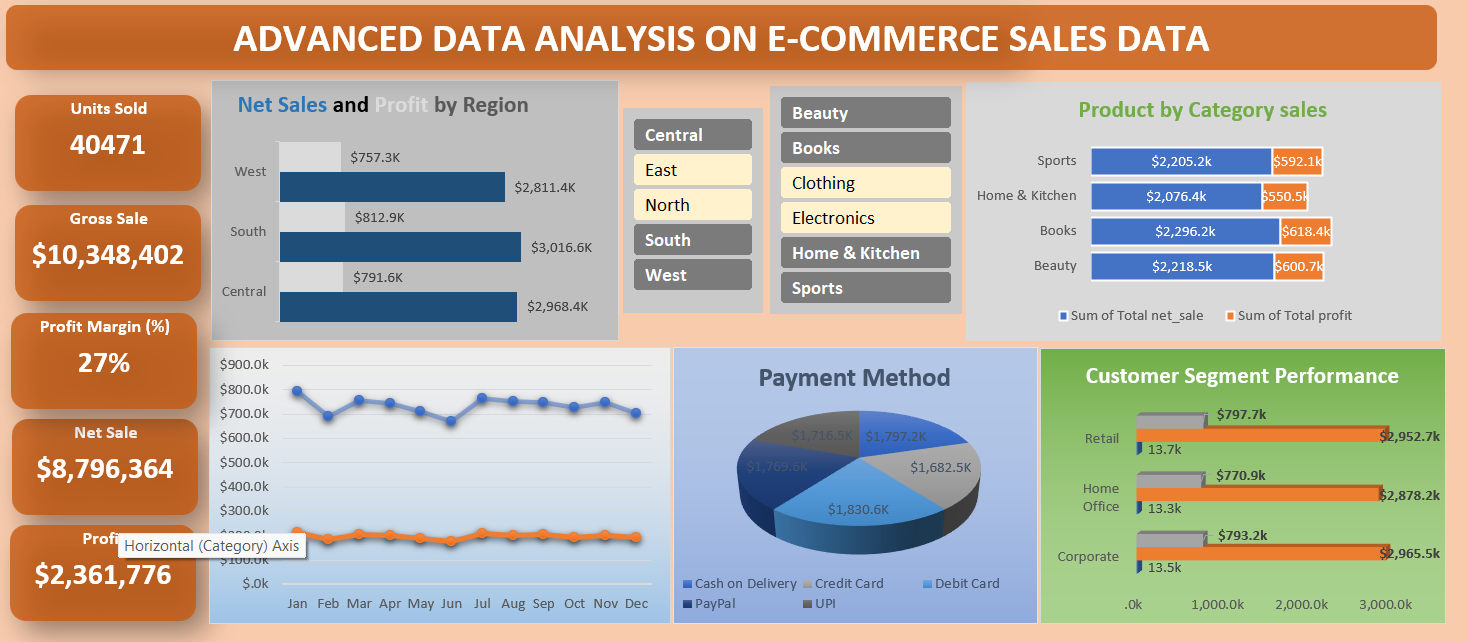 ADVANCED DATA ANALYSIS ON E-COMMERCE SALES DATA
Units Sold
40471
Gross Sale
$10,348,402
Profit Margin (%)
27%
Net Sale
$8,796,364
$2,361,776
Horizontal (Category) Axis
Net Sales and Profit by Region
West
$757.3K
$2,811.4K
South
$812.9K
$3,016.6K
Central
$791.6K
$2,968.4K
Central
East
North
South
West
Beauty
Books
Clothing
Electronics
Home & Kitchen
Sports
Product by Category sales
Sports
$2,205.2k
$592.1k
Home & Kitchen
$2,076.4k
$550.5k
Books
$2,296.2k
$618.4k
Beauty
$2,218.5k
$600.7k
Sum of Total net_sale
Sum of Total profit
$900.0k
$800.0k
$700.0k
$600.0k
$500.0k
$400.0k
$300.0k
$100.0k
$.0k
Jan Feb Mar Apr May Jun Jul Aug Sep Oct Nov Dec
Payment Method
$1,716.5K
$1,797.2K
$1,769.6K
$1,682.5K
$1,830.6K
Cash on Delivery
Credit Card
Debit Card
PayPal
UPI
Customer Segment Performance
Retail
$797.7k
$2,952.7k
13.7k
Home
Office
$770.9k
$2,878.2k
13.3k
Corporate
$793.2k
$2,965.5k
13.5k
.0k
1,000.0k
2,000.0k
3,000.0k